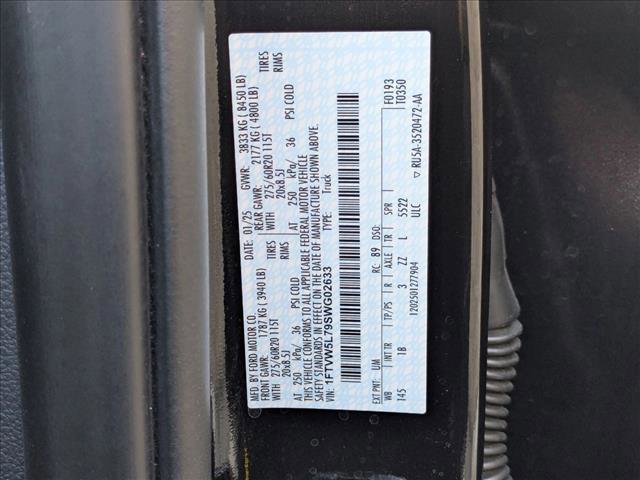 MFD. BY FORD MOTOR CO.
DATE: 01/25 GVWR: 3833 KG ( 8450 LB)
FRONT GAWR: 1787 KG ( 3940 LB) REAR GAWR: 2177 KG ( 4800 LB)
WITH 275/60R20 115T TIRES WITH 275/60R20 115T TIRES
20x8.5J RIMS 20x8.5J RIMS
AT 250 kPa/ 36 PSI COLD AT 250 kPa/ 36 PSI COLD
THIS VEHICLE CONFORMS TO ALL APPLICABLE FEDERAL MOTOR VEHICLE
SAFETY STANDARDS IN EFFECT ON THE DATE OF MANUFACTURE SHOWN ABOVE.
VIN: 1FTVW5L79SWG02633
TYPE: Truck
EXT PNT: UM RC: 89 DSO: F0193
WB INT TR TP/PS R AXLE TR SPR T0350
145 1B 3 ZZ L 5522
ULC
1202501277904 ▽ RU5A-3520472-AA